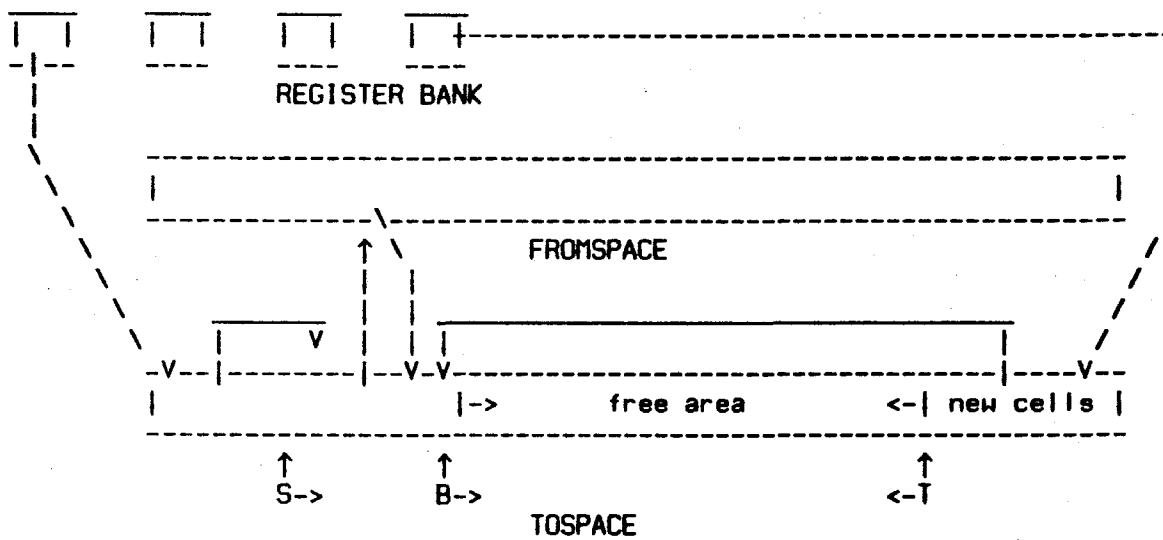 REGISTER BANK
FROMSPACE
|-> free area <-| new cells |
S-> B-> <-T
TOSPACE